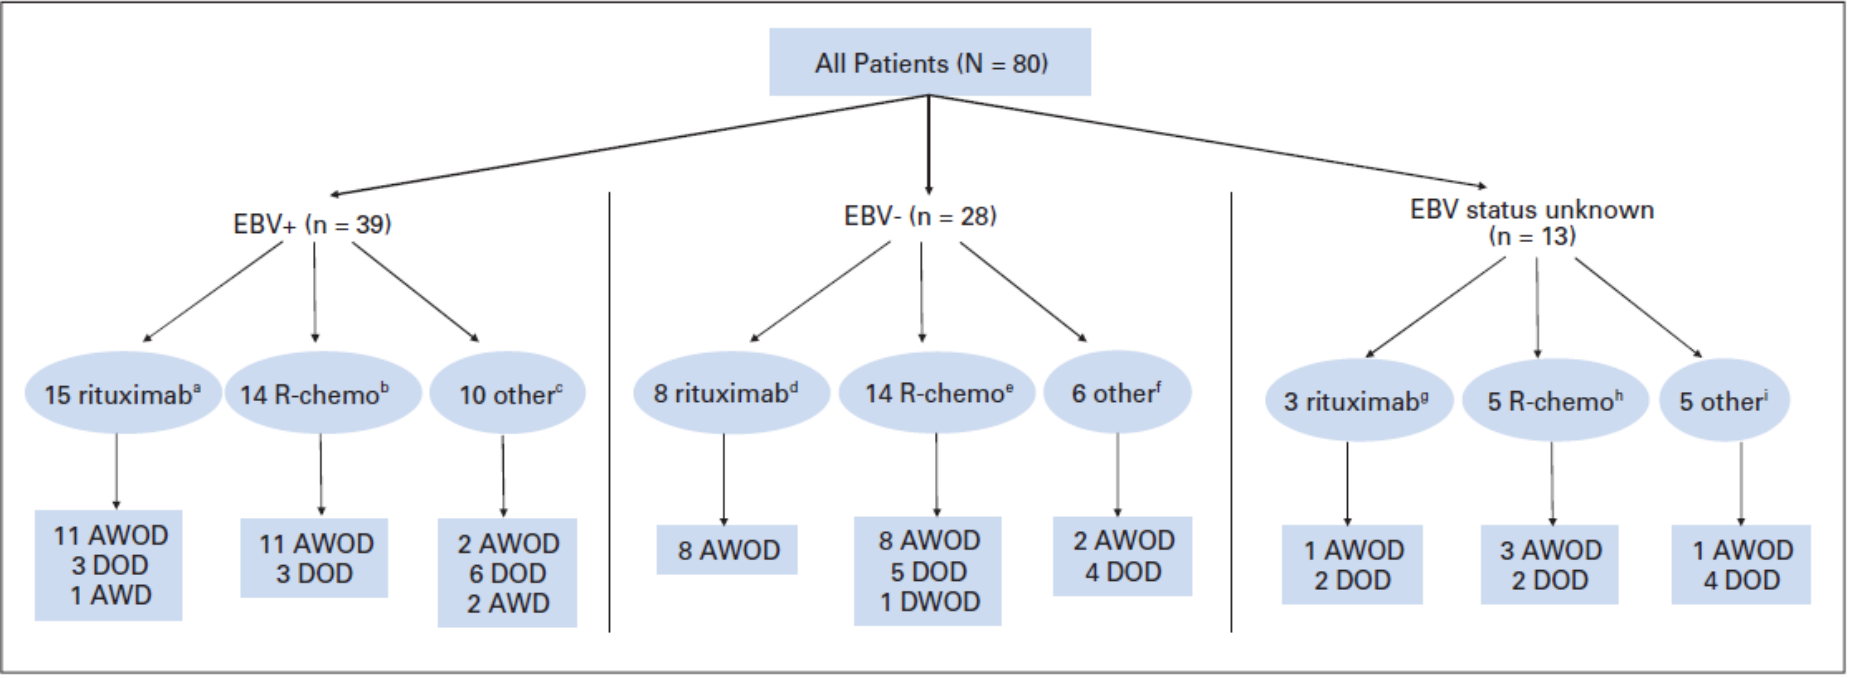 All Patients (N = 80)
EBV+ (n = 39)
EBV- (n = 28)
EBV status unknown
(n = 13)
15 rituximabᵃ
14 R-chemoᵇ
10 otherᶜ
8 rituximabᵈ
14 R-chemoᵉ
6 otherᶠ
3 rituximabᵍ
5 R-chemoʰ
5 otherⁱ
11 AWOD
3 DOD
1 AWD
11 AWOD
3 DOD
2 AWOD
6 DOD
2 AWD
8 AWOD
8 AWOD
5 DOD
1 DWOD
2 AWOD
4 DOD
1 AWOD
2 DOD
3 AWOD
2 DOD
1 AWOD
4 DOD